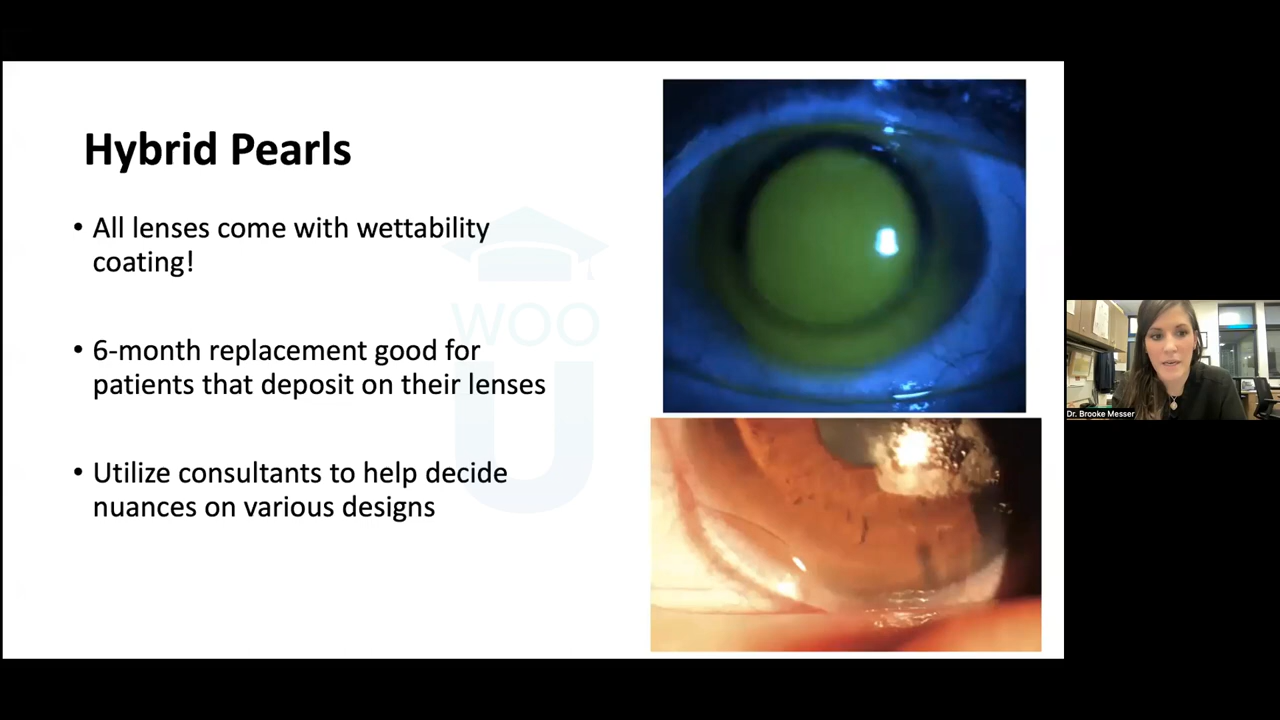 Hybrid Pearls
• All lenses come with wettability
coating!
• 6-month replacement good for
patients that deposit on their lenses
• Utilize consultants to help decide
nuances on various designs
WOO
U
Dr. Brooke Messer